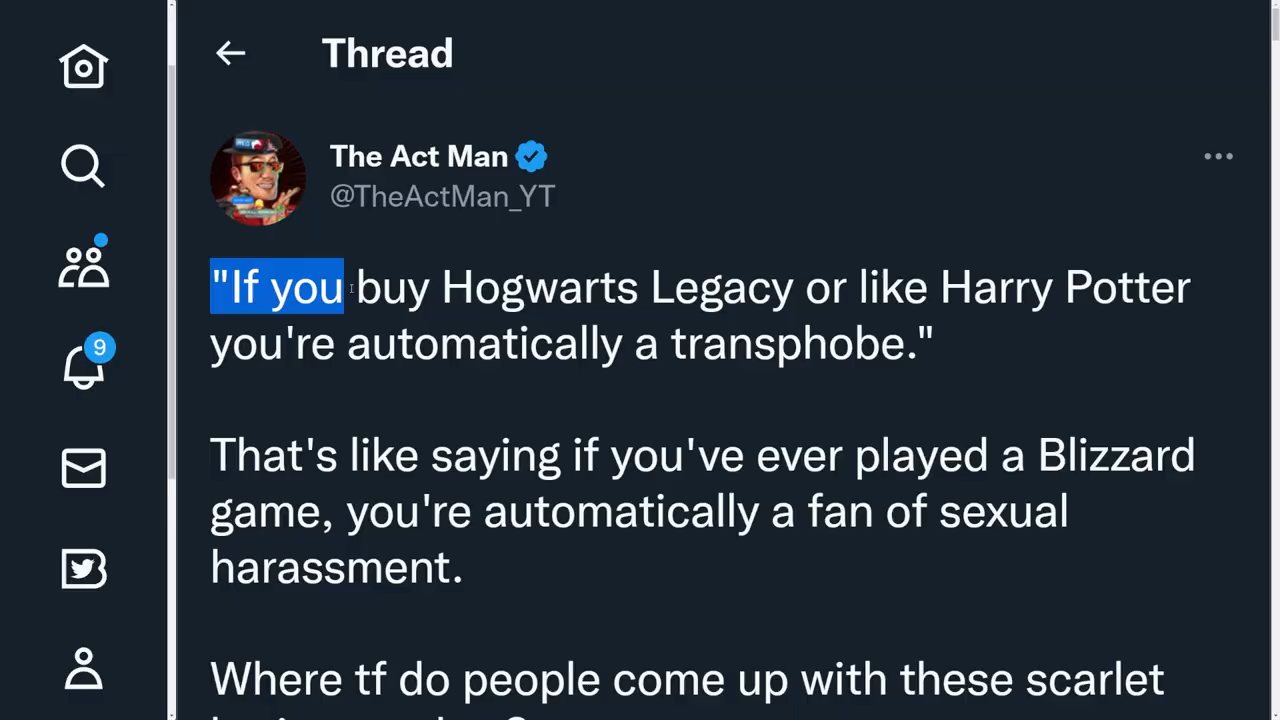 Thread
The Act Man
@TheActMan_YT
"If you buy Hogwarts Legacy or like Harry Potter
you're automatically a transphobe."
That's like saying if you've ever played a Blizzard
game, you're automatically a fan of sexual
harassment.
Where tf do people come up with these scarlet
9